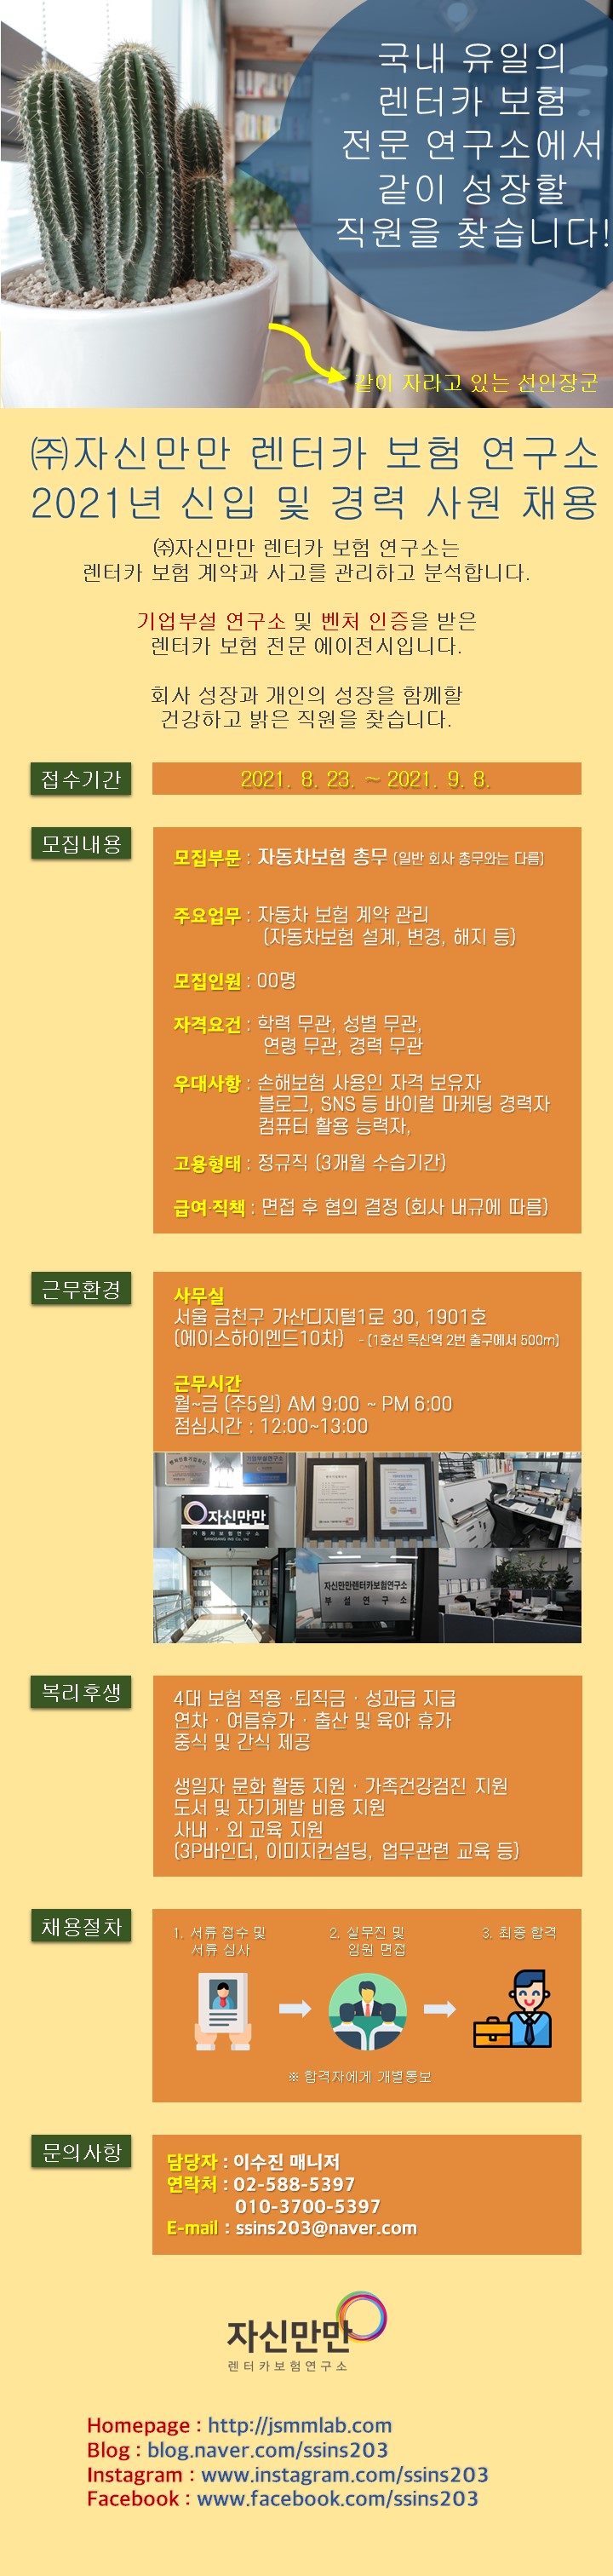 국내 유일의
렌터카 보험
전문 연구소에서
같이 성장할
직원을 찾습니다!
같이 자라고 있는 선인장군
㈜자신만만 렌터카 보험 연구소
2021년 신입 및 경력 사원 채용
㈜자신만만 렌터카 보험 연구소는
렌터카 보험 계약과 사고를 관리하고 분석합니다.
기업부설 연구소 및 벤처 인증을 받은
렌터카 보험 전문 에이전시입니다.
회사 성장과 개인의 성장을 함께할
건강하고 밝은 직원을 찾습니다.
접수기간
2021. 8. 23. ~ 2021. 9. 8.
모집내용
모집부문 : 자동차보험 총무 (일반 회사 총무와는 다름)
주요업무 : 자동차 보험 계약 관리
(자동차보험 설계, 변경, 해지 등)
모집인원 : 00명
자격요건 : 학력 무관, 성별 무관,
연령 무관, 경력 무관
우대사항 : 손해보험 사용인 자격 보유자
블로그, SNS 등 바이럴 마케팅 경력자
컴퓨터 활용 능력자,
고용형태 : 정규직 (3개월 수습기간)
급여·직책 : 면접 후 협의 결정 (회사 내규에 따름)
근무환경
사무실
서울 금천구 가산디지털1로 30, 1901호
(에이스하이엔드10차) - (1호선 독산역 2번 출구에서 500m)
근무시간
월~금 (주5일) AM 9:00 ~ PM 6:00
점심시간 : 12:00~13:00
기업부설연구소
자신만만
자동차보험연구소
자신만만렌터카보험연구소
부설연구소
복리후생
4대 보험 적용 ·퇴직금 · 성과급 지급
연차 · 여름휴가 · 출산 및 육아 휴가
중식 및 간식 제공
생일자 문화 활동 지원 · 가족건강검진 지원
도서 및 자기계발 비용 지원
사내 · 외 교육 지원
(3P바인더, 이미지컨설팅, 업무관련 교육 등)
채용절차
1. 서류 접수 및
서류 심사
2. 실무진 및
임원 면접
3. 최종 합격
※ 합격자에게 개별통보
문의사항
담당자 : 이수진 매니저
연락처 : 02-588-5397
010-3700-5397
E-mail : ssins203@naver.com
자신만만
렌터카보험연구소
Homepage : http://jsmmlab.com
Blog : blog.naver.com/ssins203
Instagram : www.instagram.com/ssins203
Facebook : www.facebook.com/ssins203